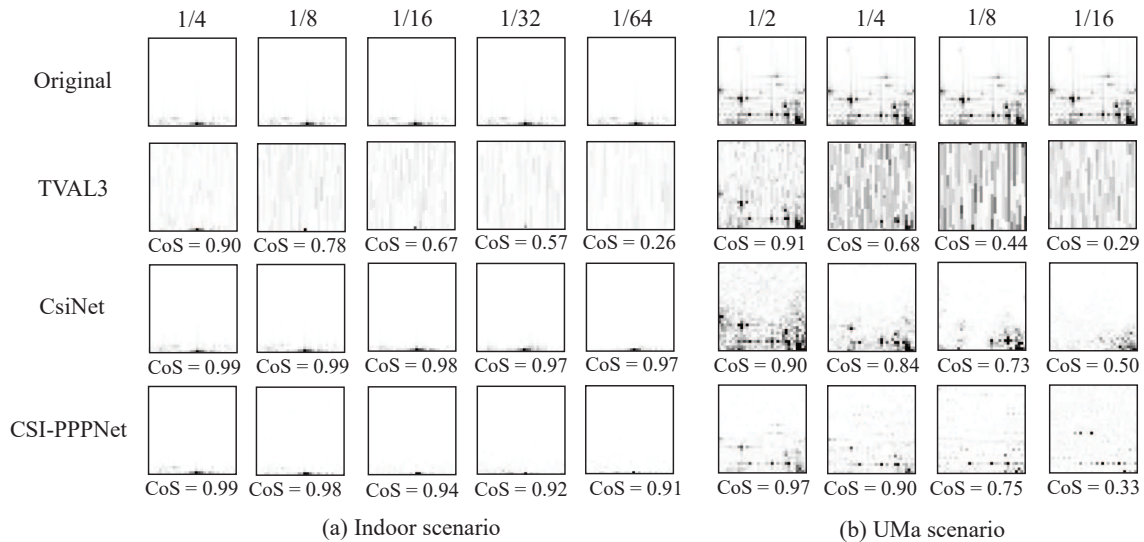 1/4 1/8 1/16 1/32 1/64 1/2 1/4 1/8 1/16
Original
TVAL3
CoS = 0.90 CoS = 0.78 CoS = 0.67 CoS = 0.57 CoS = 0.26 CoS = 0.91 CoS = 0.68 CoS = 0.44 CoS = 0.29
CsiNet
CoS = 0.99 CoS = 0.99 CoS = 0.98 CoS = 0.97 CoS = 0.97 CoS = 0.90 CoS = 0.84 CoS = 0.73 CoS = 0.50
CSI-PPPNet
CoS = 0.99 CoS = 0.98 CoS = 0.94 CoS = 0.92 CoS = 0.91 CoS = 0.97 CoS = 0.90 CoS = 0.75 CoS = 0.33
(a) Indoor scenario (b) UMa scenario